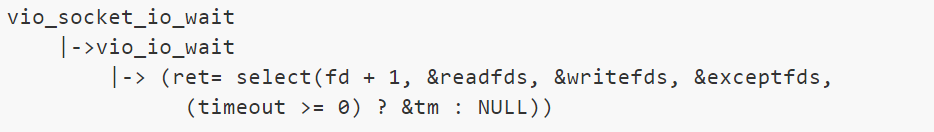 vio_socket_io_wait
    |->vio_io_wait
        |-> (ret= select(fd + 1, &readfds, &writefds, &exceptfds,
              (timeout >= 0) ? &tm : NULL))